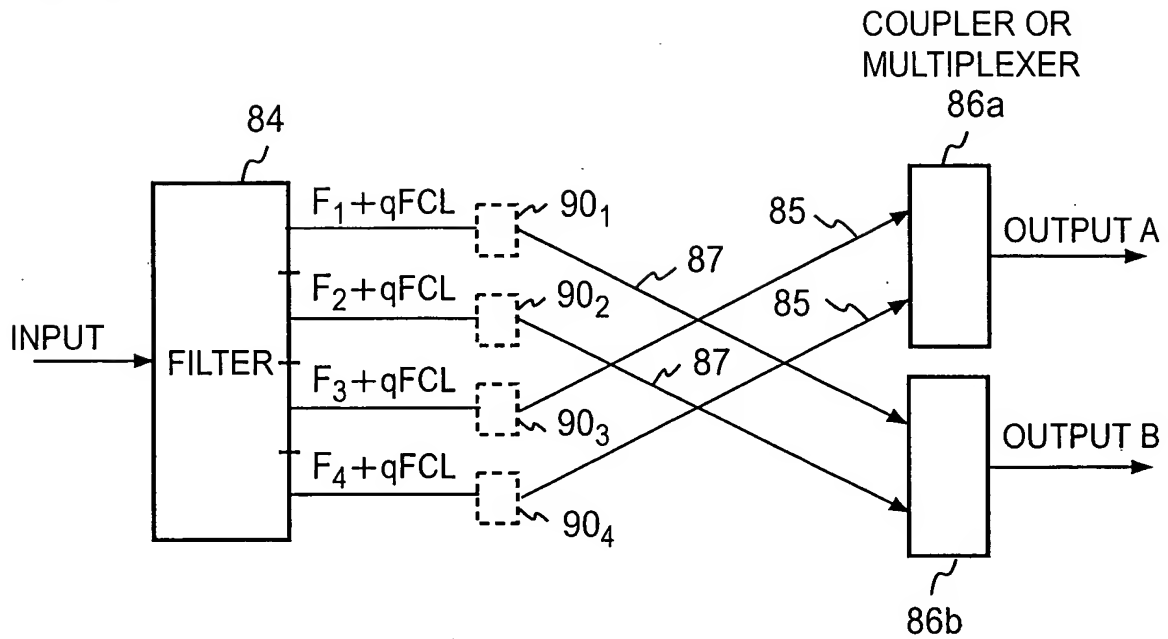 COUPLER OR
MULTIPLEXER
86a
84
F₁+qFCL
90₁
85
OUTPUT A
87
F₂+qFCL
90₂
85
INPUT
FILTER
87
F₃+qFCL
90₃
OUTPUT B
F₄+qFCL
90₄
86b